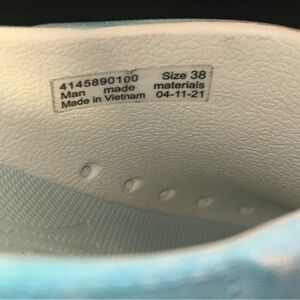 4145890100 Size 38
Man made materials
Made in Vietnam 04-11-21